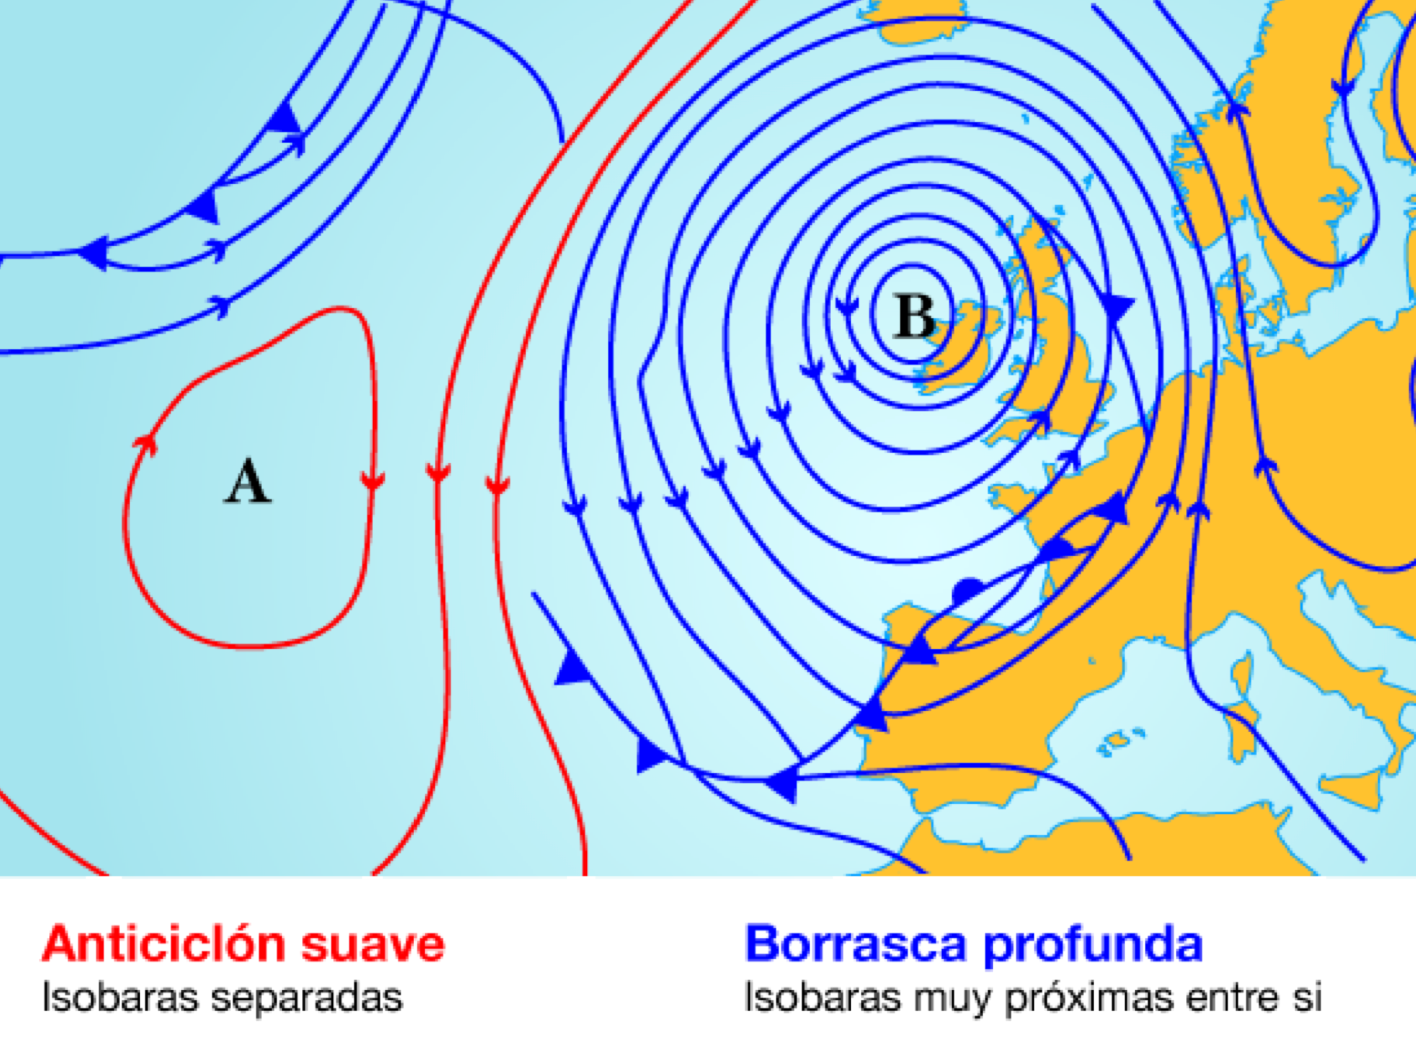 B
A
Anticiclón suave
Isobaras separadas
Borrasca profunda
Isobaras muy próximas entre si